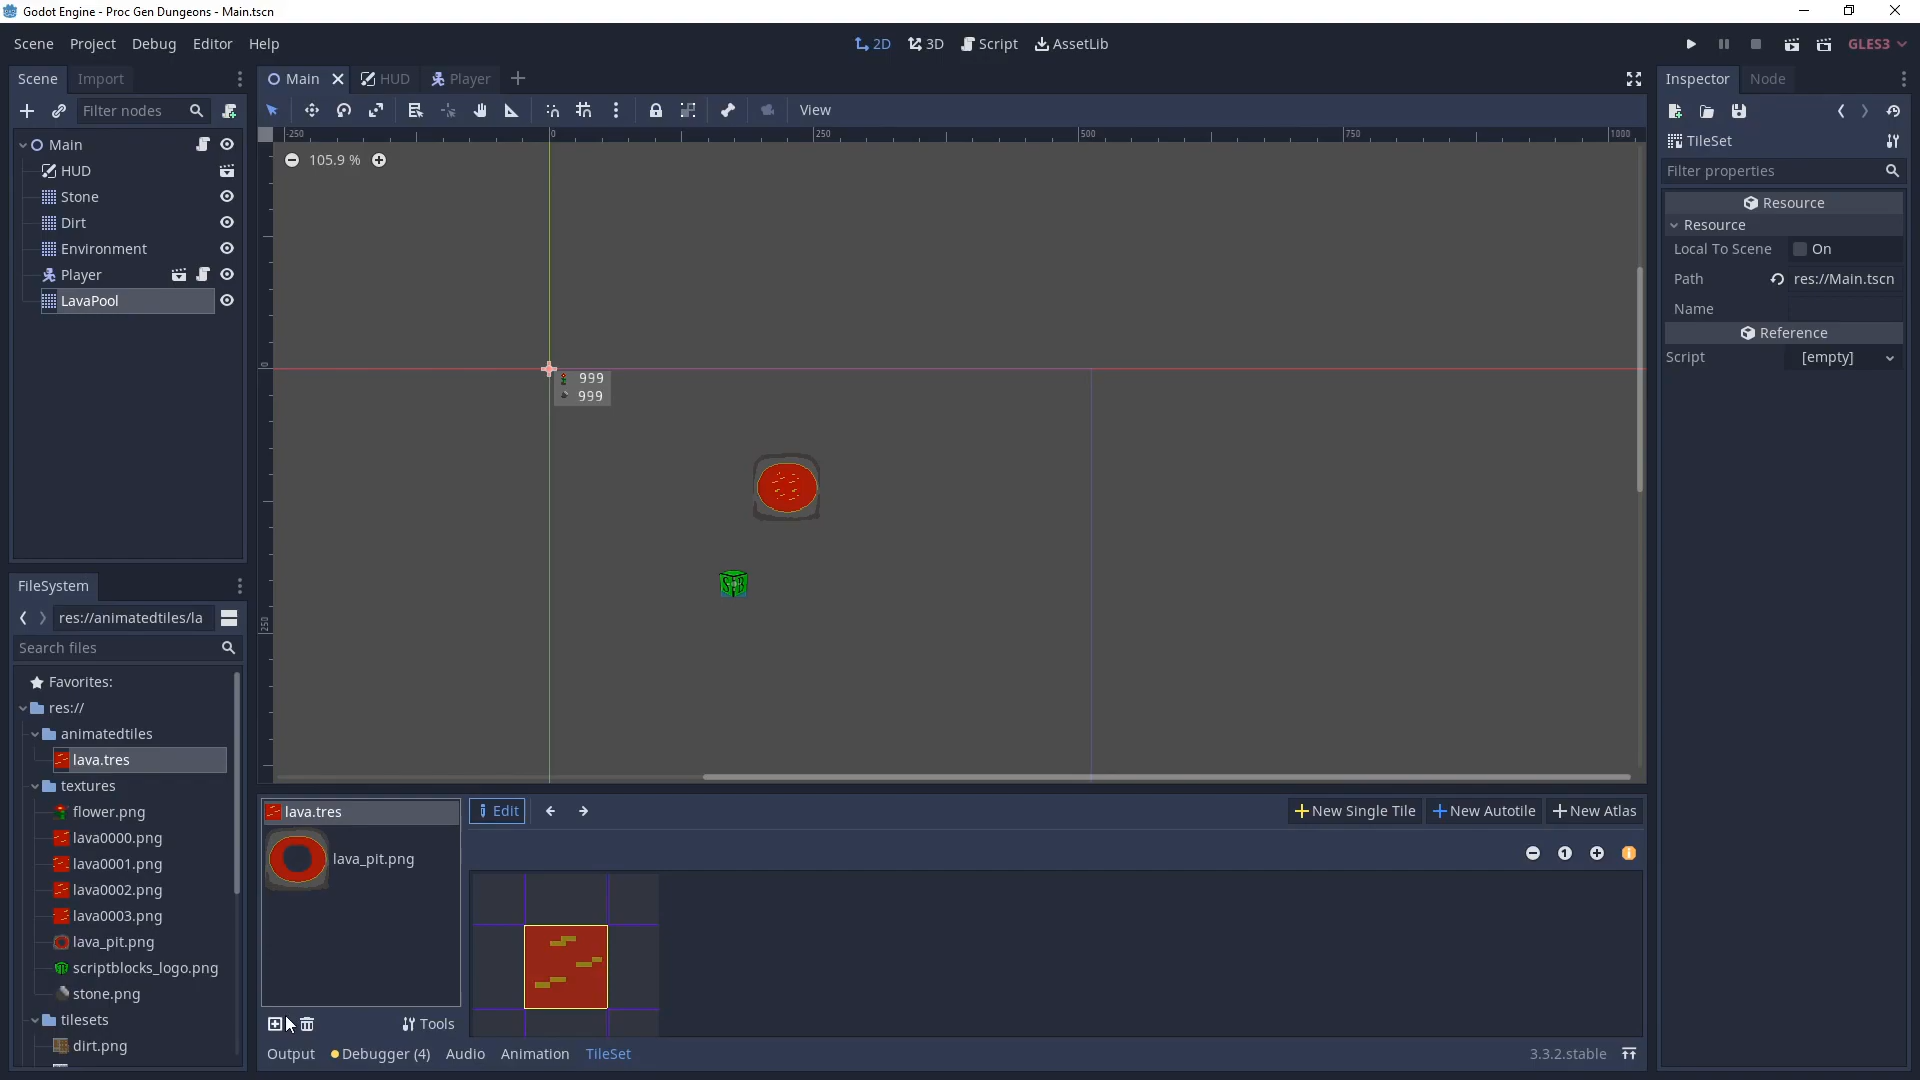 Godot Engine - Proc Gen Dungeons - Main.tscn
Scene Project Debug Editor Help
2D 3D Script AssetLib
GLES3
Scene Import
Main HUD Player
Inspector Node
Filter nodes
View
TileSet
Filter properties
-250 0 250 500 750 1000
105.9 %
Main
HUD
Stone
Dirt
Environment
Player
LavaPool
0
250
999
999
Resource
Resource
Local To Scene On
Path res://Main.tscn
Name
Reference
Script [empty]
FileSystem
res://animatedtiles/la
Search files
Favorites:
res://
animatedtiles
lava.tres
textures
flower.png
lava0000.png
lava0001.png
lava0002.png
lava0003.png
lava_pit.png
scriptblocks_logo.png
stone.png
tilesets
dirt.png
lava.tres
lava_pit.png
Edit
New Single Tile New Autotile New Atlas
1
Tools
Output Debugger (4) Audio Animation TileSet
3.3.2.stable